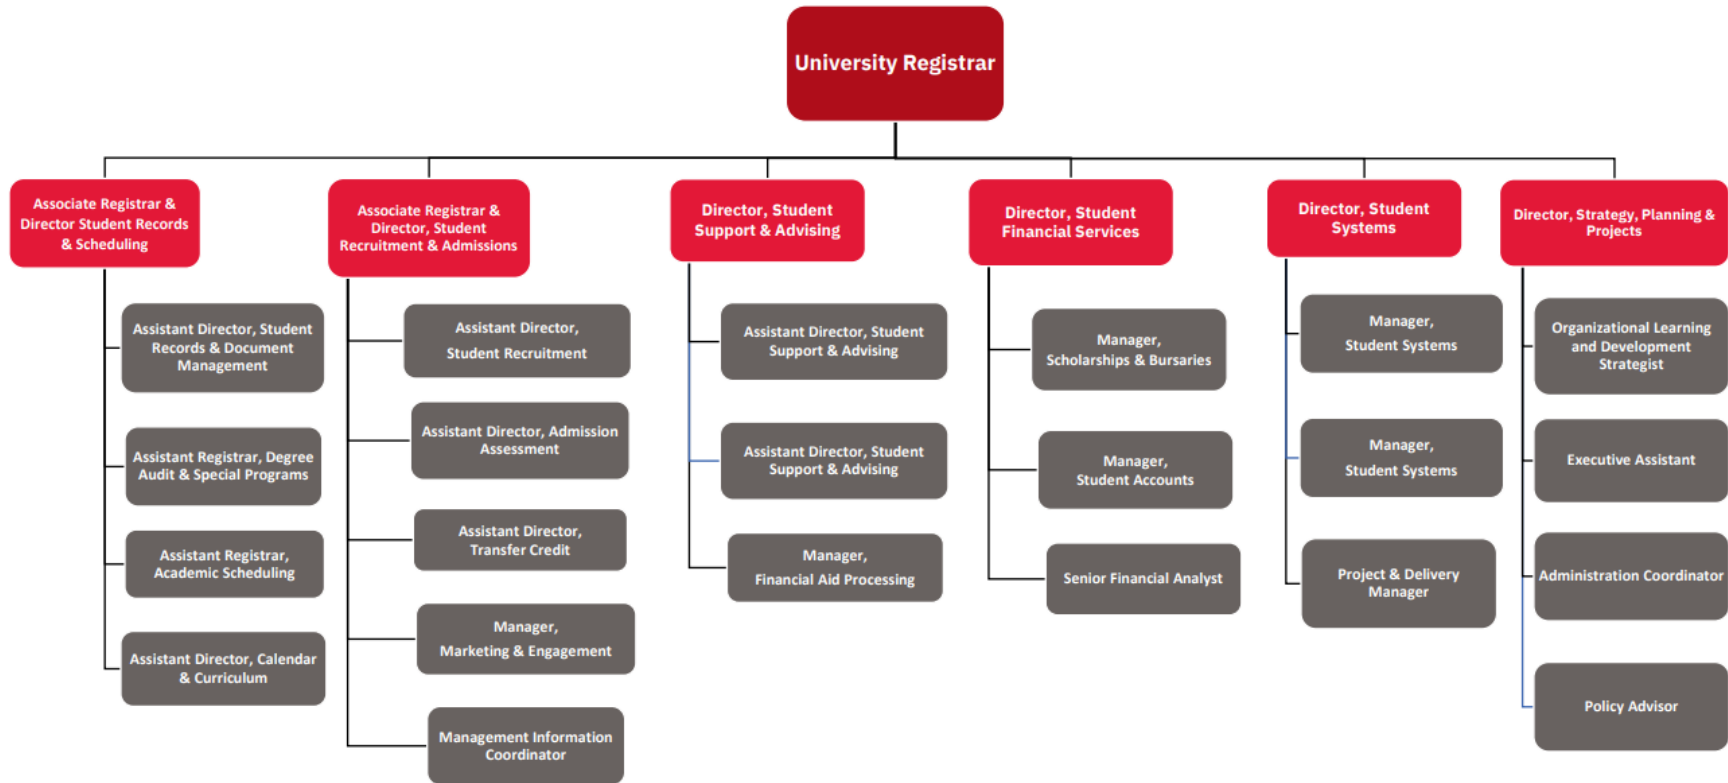 University Registrar
Associate Registrar &
Director Student Records
& Scheduling
Assistant Director, Student
Records & Document
Management
Assistant Registrar, Degree
Audit & Special Programs
Assistant Registrar,
Academic Scheduling
Assistant Director, Calendar
& Curriculum
Associate Registrar &
Director, Student
Recruitment & Admissions
Assistant Director,
Student Recruitment
Assistant Director, Admission
Assessment
Assistant Director,
Transfer Credit
Manager,
Marketing & Engagement
Management Information
Coordinator
Director, Student
Support & Advising
Assistant Director, Student
Support & Advising
Assistant Director, Student
Support & Advising
Manager,
Financial Aid Processing
Director, Student
Financial Services
Manager,
Scholarships & Bursaries
Manager,
Student Accounts
Senior Financial Analyst
Director, Student
Systems
Manager,
Student Systems
Manager,
Student Systems
Project & Delivery
Manager
Director, Strategy, Planning &
Projects
Organizational Learning
and Development
Strategist
Executive Assistant
Administration Coordinator
Policy Advisor